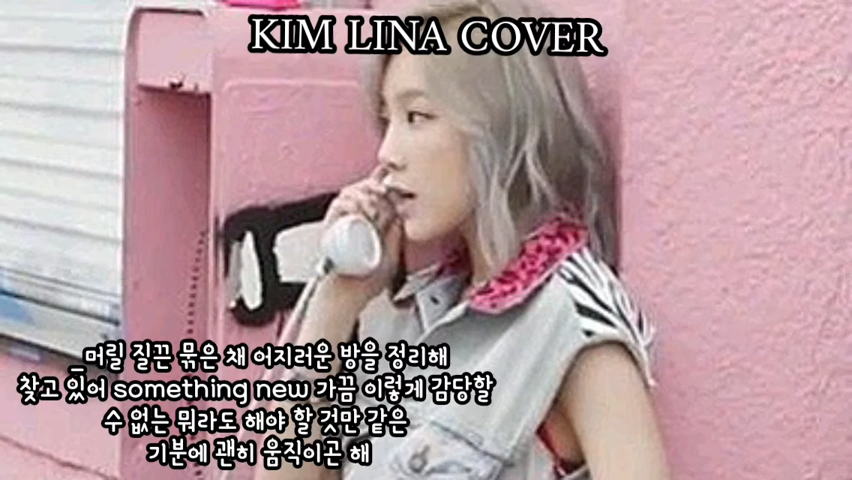 KIM LINA COVER
_머릴 질끈 묶은 채 어지러운 방을 정리해
찾고 있어 something new 가끔 이렇게 감당할
수 없는 뭐라도 해야 할 것만 같은
기분에 괜히 움직이곤 해